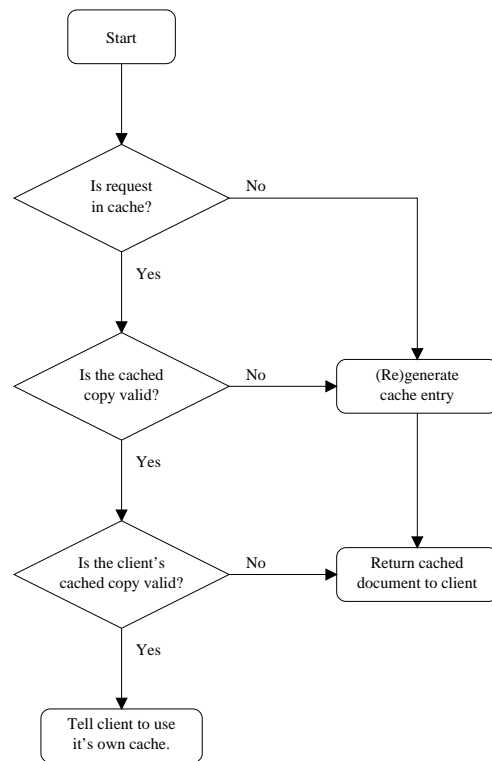 Start
Is request
in cache?
No
Yes
Is the cached
copy valid?
No
(Re)generate
cache entry
Yes
Is the client's
cached copy valid?
No
Return cached
document to client
Yes
Tell client to use
it's own cache.